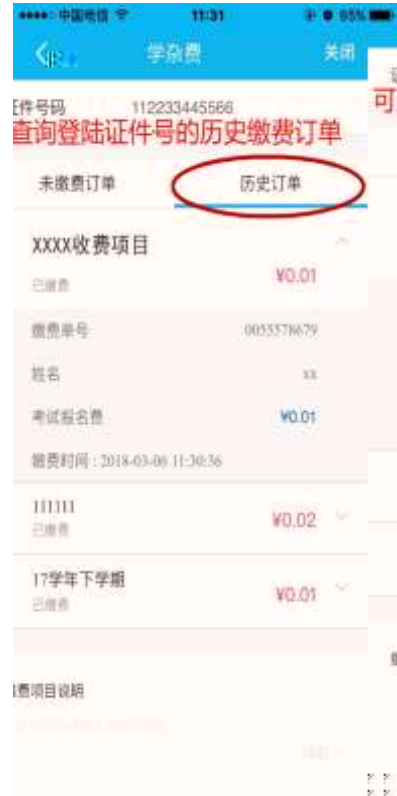 中国电信 11:31 65%
学杂费 关闭
证件号码 112233445566
查询登陆证件号的历史缴费订单
可
未缴费订单 历史订单
XXXX收费项目
已缴费 ¥0.01
缴费单号 0055578679
姓名 xx
考试报名费 ¥0.01
缴费时间 : 2018-03-06 11:30:36
111111
已缴费 ¥0.02
17学年下学期
已缴费 ¥0.01
费项目说明